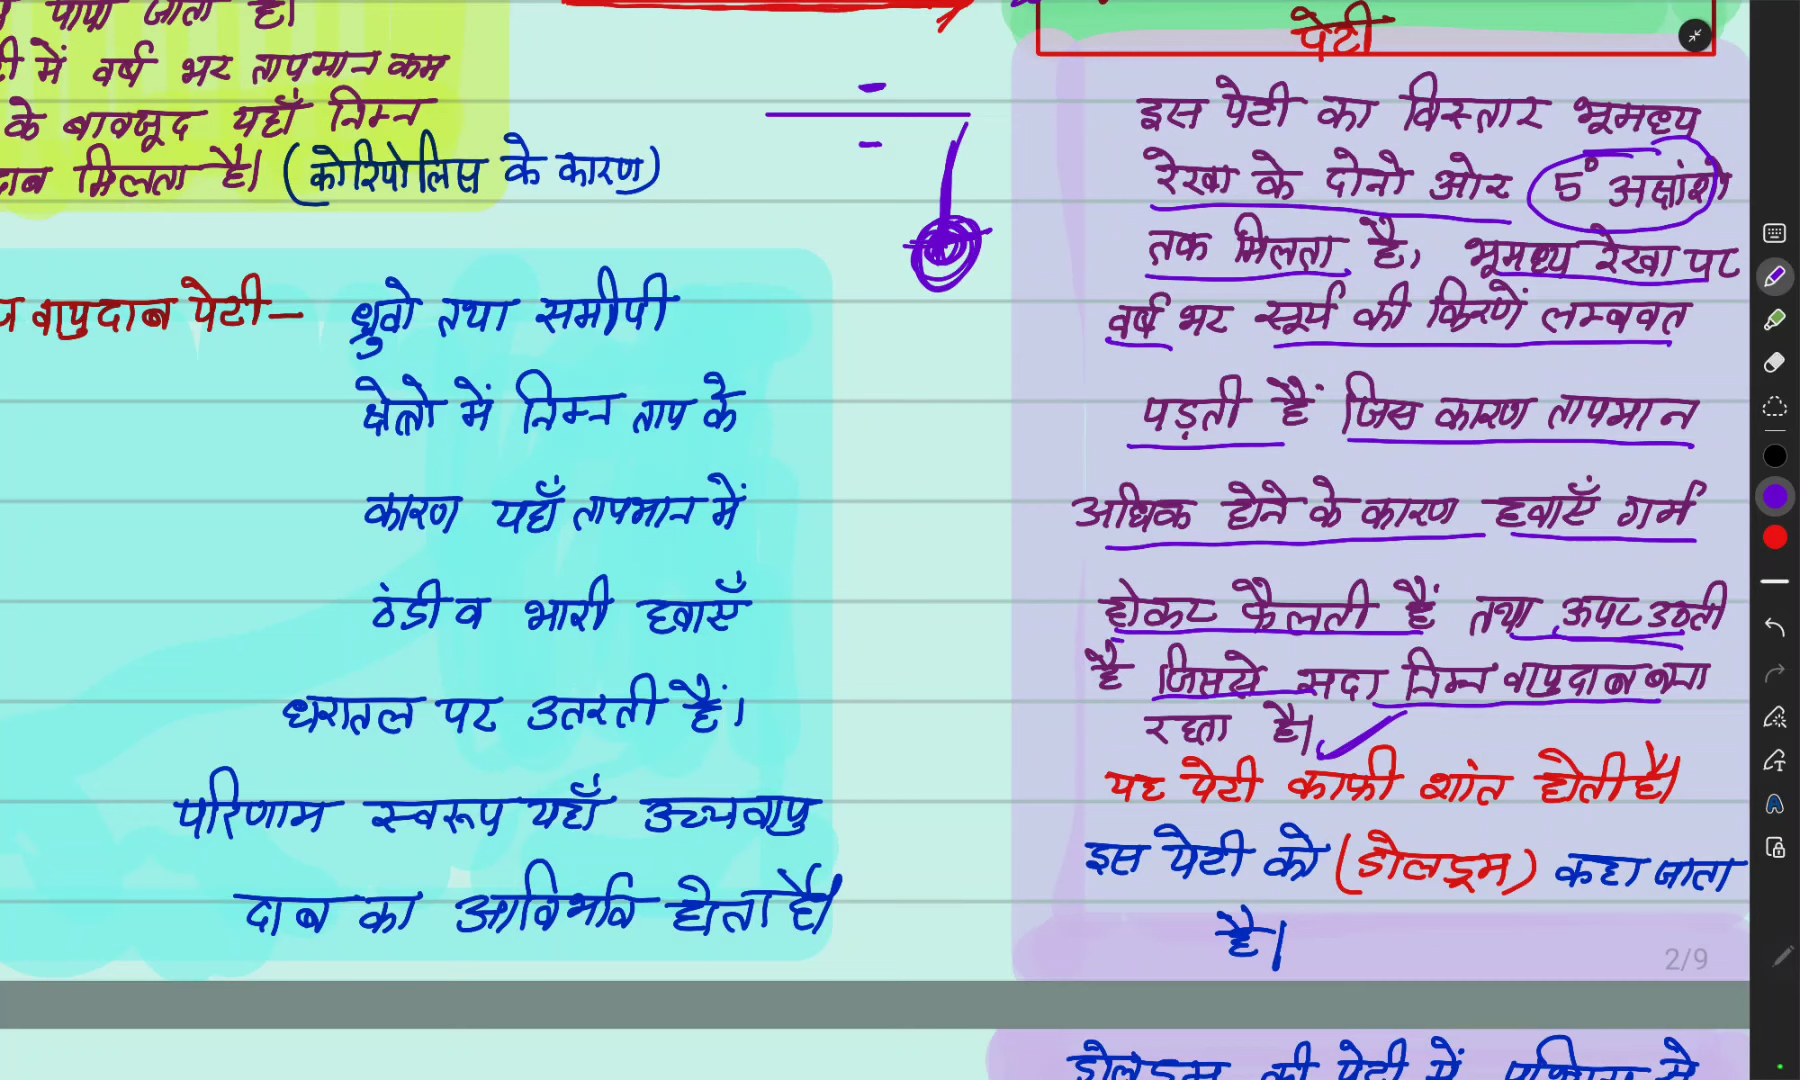 पाया जाता है।
में वर्ष भर तापमान कम
के बावजूद यहाँ निम्न
दाब मिलता है। (कोरिपोलिस के कारण)
वायुदाब पेटी— ध्रुवो तथा समीपी
क्षेत्रो में निम्न ताप के
कारण यहाँ तापमान में
ठंडी व भारी हवाएँ
धरातल पर उतरती हैं।
परिणाम स्वरूप यहाँ उच्चवायु
दाब का आविर्भाव होता है।
पेटी
इस पेटी का विस्तार भूमध्य
रेखा के दोनो ओर 5° अक्षांशो
तक मिलता है, भूमध्य रेखा पर
वर्ष भर सूर्य की किरणें लम्बवत
पड़ती हैं जिस कारण तापमान
अधिक होने के कारण हवाएँ गर्म
होकर फैलती हैं तथा ऊपर उठती
है जिससे सदा निम्न वायुदाब बना
रहता है।
यह पेटी काफी शांत होती है।
इस पेटी को (डोलड्रम) कहा जाता
है।
2/9
डोलड्रम की पेटी में पश्चिम से